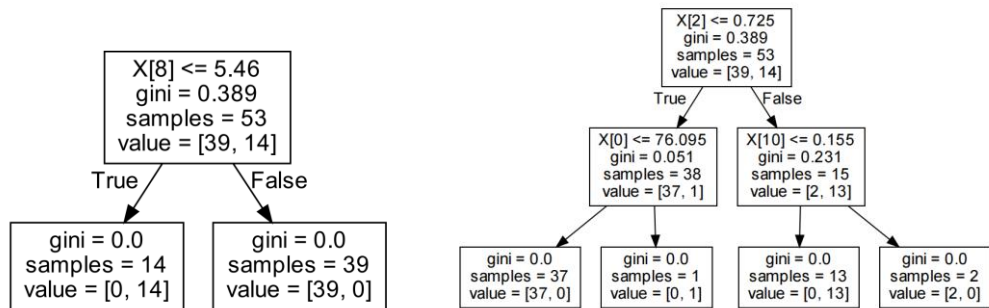 X[8] <= 5.46
gini = 0.389
samples = 53
value = [39, 14]
True
False
gini = 0.0
samples = 14
value = [0, 14]
gini = 0.0
samples = 39
value = [39, 0]
X[2] <= 0.725
gini = 0.389
samples = 53
value = [39, 14]
True
False
X[0] <= 76.095
gini = 0.051
samples = 38
value = [37, 1]
X[10] <= 0.155
gini = 0.231
samples = 15
value = [2, 13]
gini = 0.0
samples = 37
value = [37, 0]
gini = 0.0
samples = 1
value = [0, 1]
gini = 0.0
samples = 13
value = [0, 13]
gini = 0.0
samples = 2
value = [2, 0]